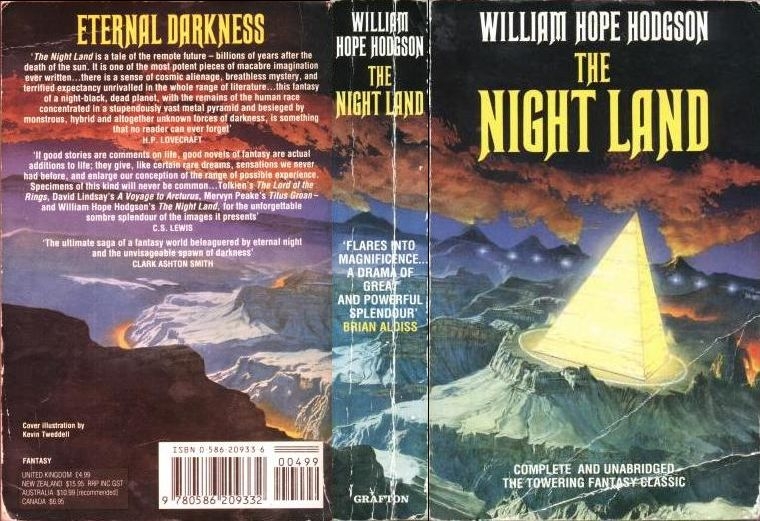 ETERNAL DARKNESS
'The Night Land is a tale of the remote future – billions of years after the
death of the sun. It is one of the most potent pieces of macabre imagination
ever written...there is a sense of cosmic alienage, breathless mystery, and
terrified expectancy unrivalled in the whole range of literature...this fantasy
of a night-black, dead planet, with the remains of the human race
concentrated in a stupendously vast metal pyramid and besieged by
monstrous, hybrid and altogether unknown forces of darkness, is something
that no reader can ever forget'
H.P. LOVECRAFT
'If good stories are comments on life, good novels of fantasy are actual
additions to life; they give, like certain rare dreams, sensations we never
had before, and enlarge our conception of the range of possible experience.
Specimens of this kind will never be common...Tolkien's The Lord of the
Rings, David Lindsay's A Voyage to Arcturus, Mervyn Peake's Titus Groan –
and William Hope Hodgson's The Night Land, for the unforgettable
sombre splendour of the images it presents'
C.S. LEWIS
'The ultimate saga of a fantasy world beleaguered by eternal night
and the unvisageable spawn of darkness'
CLARK ASHTON SMITH
Cover illustration by
Kevin Tweddell
FANTASY
UNITED KINGDOM £4.99
NEW ZEALAND $15.95 RRP INC GST
AUSTRALIA $10.99 [recommended]
CANADA $6.95
ISBN 0 586 20933 6
00499
9 780586 209332
WILLIAM
HOPE HODGSON
THE
NIGHT LAND
'FLARES INTO
MAGNIFICENCE...
A DRAMA OF
GREAT
AND POWERFUL
SPLENDOUR'
BRIAN ALDISS
GRAFTON
WILLIAM HOPE HODGSON
THE
NIGHT LAND
COMPLETE AND UNABRIDGED
THE TOWERING FANTASY CLASSIC